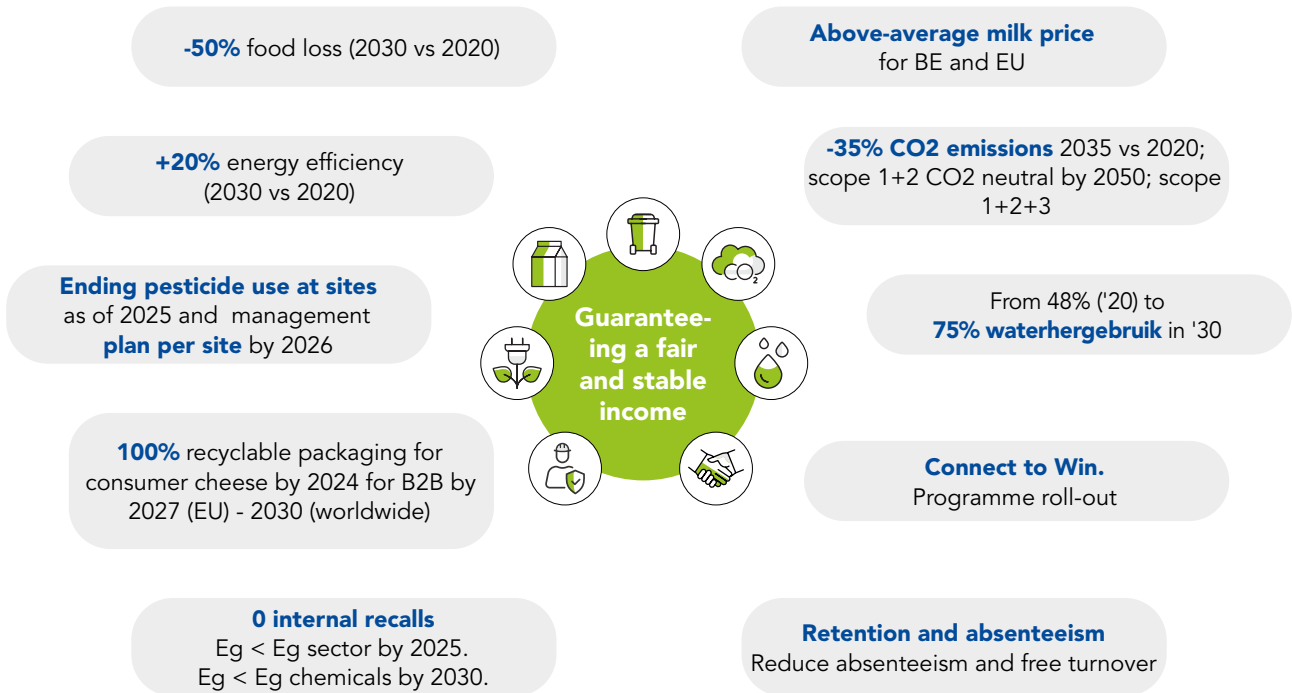 -50% food loss (2030 vs 2020)
Above-average milk price
for BE and EU
+20% energy efficiency
(2030 vs 2020)
-35% CO2 emissions 2035 vs 2020;
scope 1+2 CO2 neutral by 2050; scope
1+2+3
Ending pesticide use at sites
as of 2025 and management
plan per site by 2026
2
Guarantee-
ing a fair
and stable
income
From 48% ('20) to
75% waterhergebruik in '30
100% recyclable packaging for
consumer cheese by 2024 for B2B by
2027 (EU) - 2030 (worldwide)
Connect to Win.
Programme roll-out
0 internal recalls
Eg < Eg sector by 2025.
Eg < Eg chemicals by 2030.
Retention and absenteeism
Reduce absenteeism and free turnover